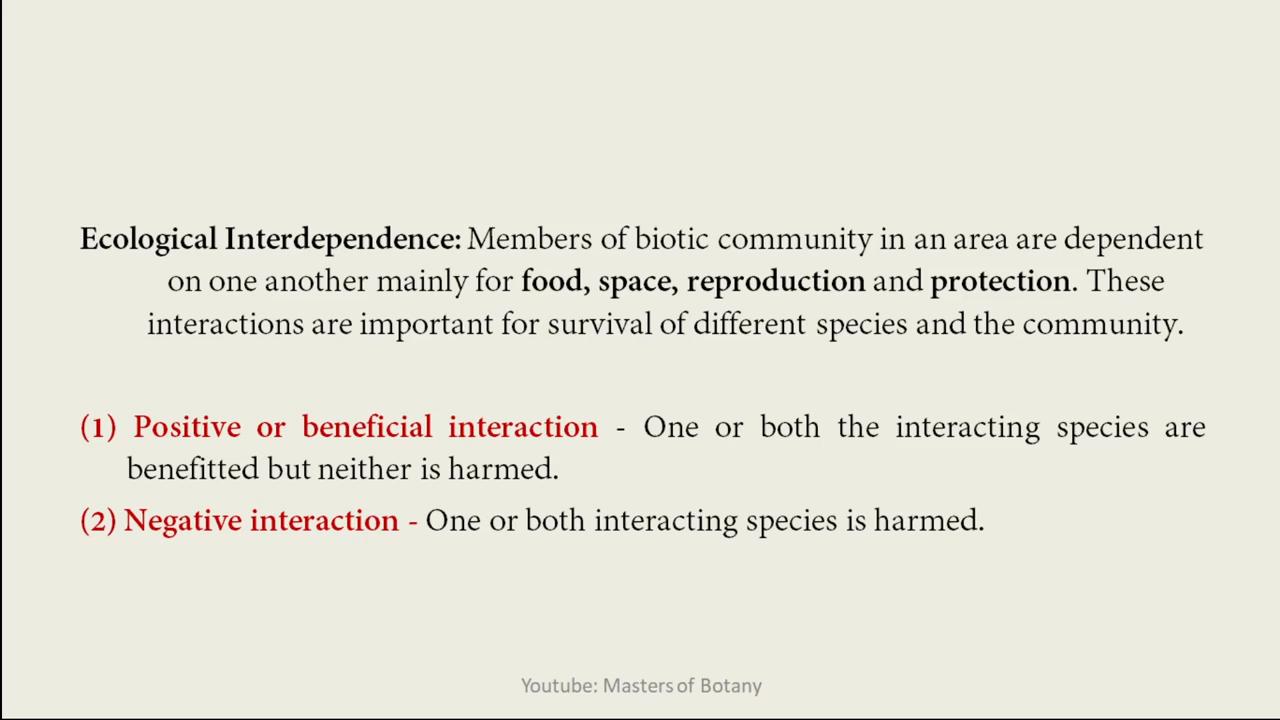 Ecological Interdependence: Members of biotic community in an area are dependent
on one another mainly for food, space, reproduction and protection. These
interactions are important for survival of different species and the community.
(1) Positive or beneficial interaction - One or both the interacting species are
benefitted but neither is harmed.
(2) Negative interaction - One or both interacting species is harmed.
Youtube: Masters of Botany